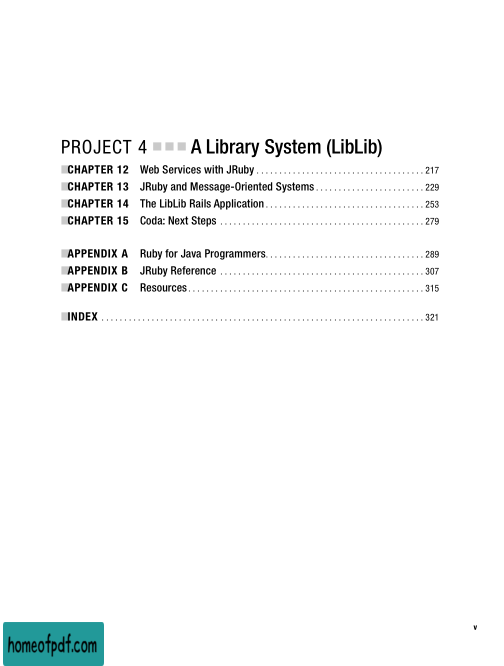 PROJECT 4 ■ ■ ■ A Library System (LibLib)
■CHAPTER 12 Web Services with JRuby . . . . . . . . . . . . . . . . . . . . . . . . . . . . . . . . . . . . . 217
■CHAPTER 13 JRuby and Message-Oriented Systems . . . . . . . . . . . . . . . . . . . . . . . . 229
■CHAPTER 14 The LibLib Rails Application . . . . . . . . . . . . . . . . . . . . . . . . . . . . . . . . . . . 253
■CHAPTER 15 Coda: Next Steps . . . . . . . . . . . . . . . . . . . . . . . . . . . . . . . . . . . . . . . . . . . . . 279
■APPENDIX A Ruby for Java Programmers. . . . . . . . . . . . . . . . . . . . . . . . . . . . . . . . . . . 289
■APPENDIX B JRuby Reference . . . . . . . . . . . . . . . . . . . . . . . . . . . . . . . . . . . . . . . . . . . . . 307
■APPENDIX C Resources . . . . . . . . . . . . . . . . . . . . . . . . . . . . . . . . . . . . . . . . . . . . . . . . . . . . 315
■INDEX . . . . . . . . . . . . . . . . . . . . . . . . . . . . . . . . . . . . . . . . . . . . . . . . . . . . . . . . . . . . . . . . . . . . . . . 321
v
homeofpdf.com